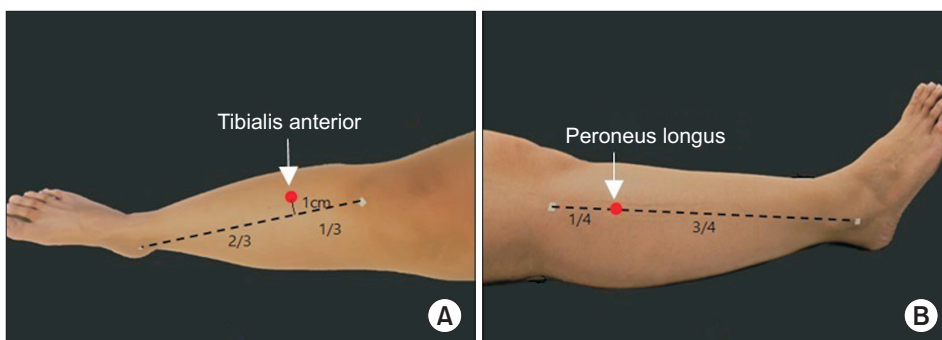 Tibialis anterior
1cm
1/3
2/3
A
Peroneus longus
1/4
3/4
B